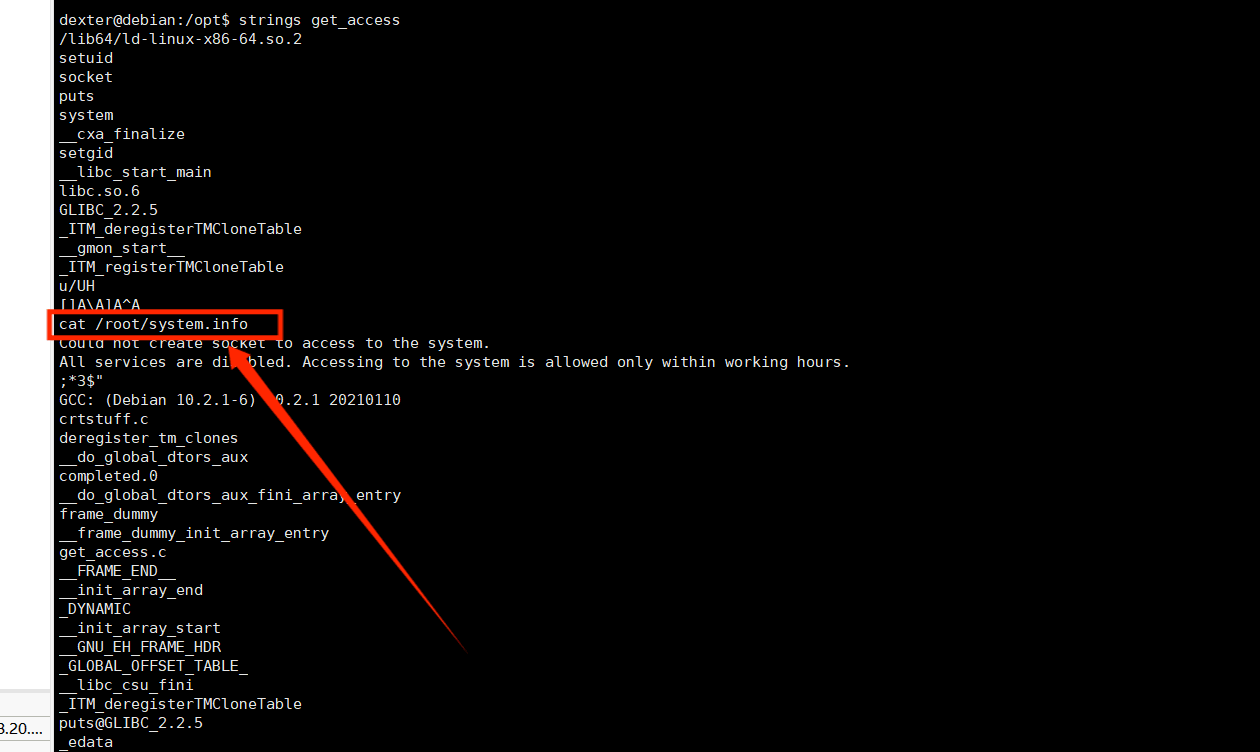 dexter@debian:/opt$ strings get_access
/lib64/ld-linux-x86-64.so.2
setuid
socket
puts
system
__cxa_finalize
setgid
__libc_start_main
libc.so.6
GLIBC_2.2.5
_ITM_deregisterTMCloneTable
__gmon_start__
_ITM_registerTMCloneTable
u/UH
[]A\A]A^A_
cat /root/system.info
Could not create socket to access to the system.
All services are disabled. Accessing to the system is allowed only within working hours.
;*3$"
GCC: (Debian 10.2.1-6) 10.2.1 20210110
crtstuff.c
deregister_tm_clones
__do_global_dtors_aux
completed.0
__do_global_dtors_aux_fini_array_entry
frame_dummy
__frame_dummy_init_array_entry
get_access.c
__FRAME_END__
__init_array_end
_DYNAMIC
__init_array_start
__GNU_EH_FRAME_HDR
_GLOBAL_OFFSET_TABLE_
__libc_csu_fini
_ITM_deregisterTMCloneTable
puts@GLIBC_2.2.5
_edata
3.20....